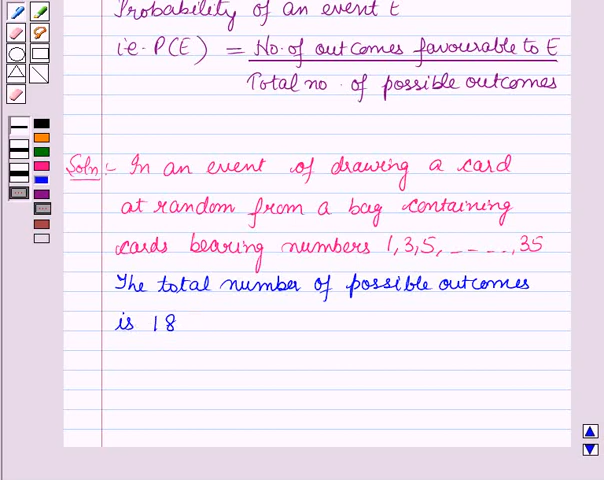 Probability of an event E
i.e. P(E) = No. of outcomes favourable to E
Total no. of possible outcomes
Soln:- In an event of drawing a card
at random from a bag containing
cards bearing numbers 1,3,5,-----,35
The total number of possible outcomes
is 18